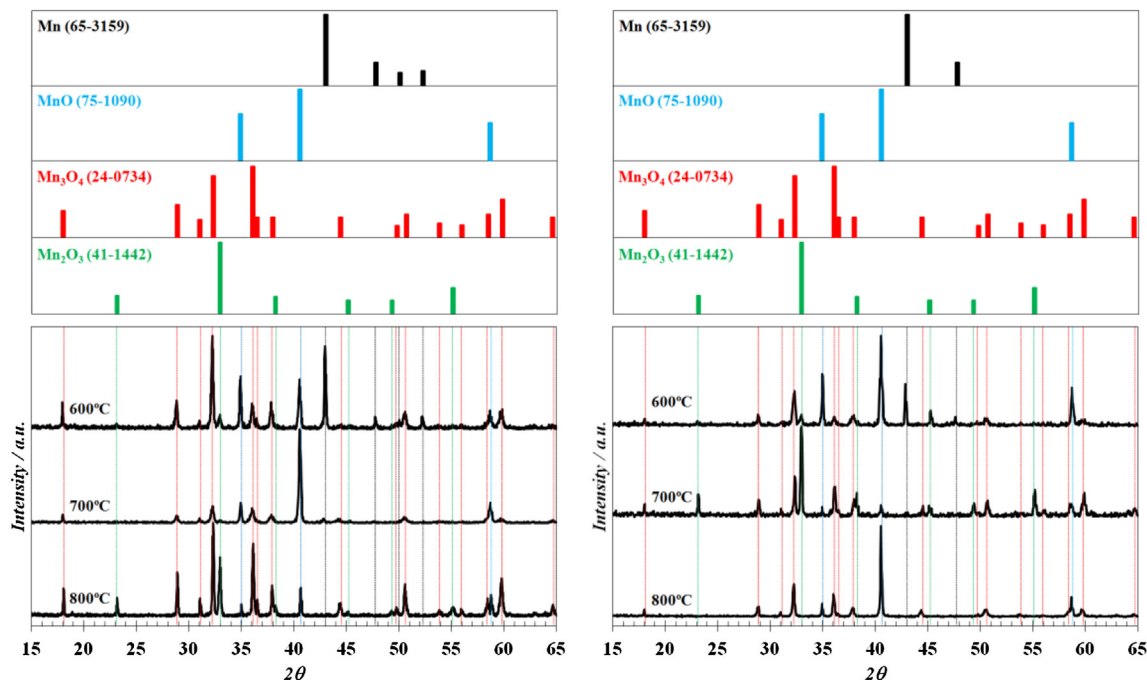 Mn (65-3159)
MnO (75-1090)
Mn₃O₄ (24-0734)
Mn₂O₃ (41-1442)
Intensity / a.u.
600ºC
700ºC
800ºC
15 20 25 30 35 40 45 50 55 60 65
2θ
Mn (65-3159)
MnO (75-1090)
Mn₃O₄ (24-0734)
Mn₂O₃ (41-1442)
Intensity / a.u.
600ºC
700ºC
800ºC
15 20 25 30 35 40 45 50 55 60 65
2θ